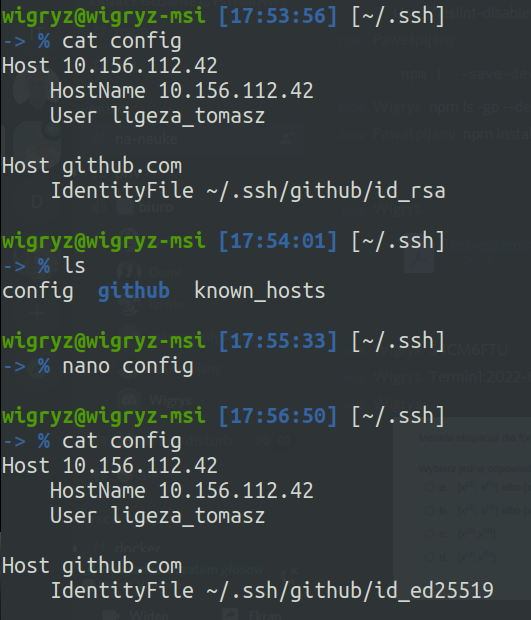 wigryz@wigryz-msi [17:53:56] [~/.ssh]
-> % cat config
Host 10.156.112.42
    HostName 10.156.112.42
    User ligeza_tomasz

Host github.com
    IdentityFile ~/.ssh/github/id_rsa

wigryz@wigryz-msi [17:54:01] [~/.ssh]
-> % ls
config  github  known_hosts

wigryz@wigryz-msi [17:55:33] [~/.ssh]
-> % nano config

wigryz@wigryz-msi [17:56:50] [~/.ssh]
-> % cat config
Host 10.156.112.42
    HostName 10.156.112.42
    User ligeza_tomasz

Host github.com
    IdentityFile ~/.ssh/github/id_ed25519